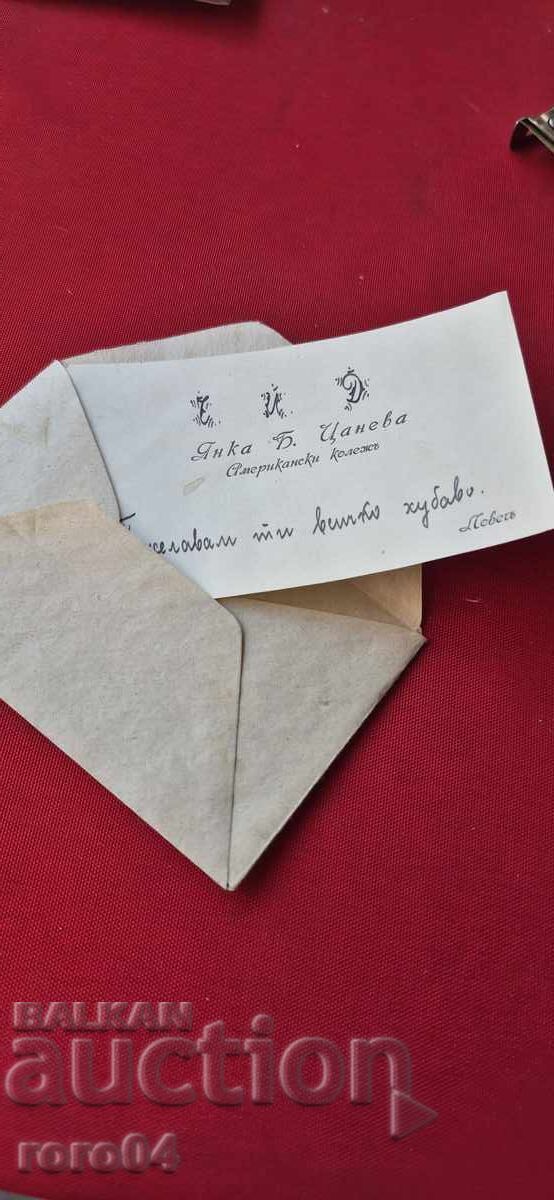 Ч. И. Д.
Янка Б. Цанева
Американски колежъ
Пожелавам ти всичко хубаво.
Ловечъ
BALKAN
auction
roro04